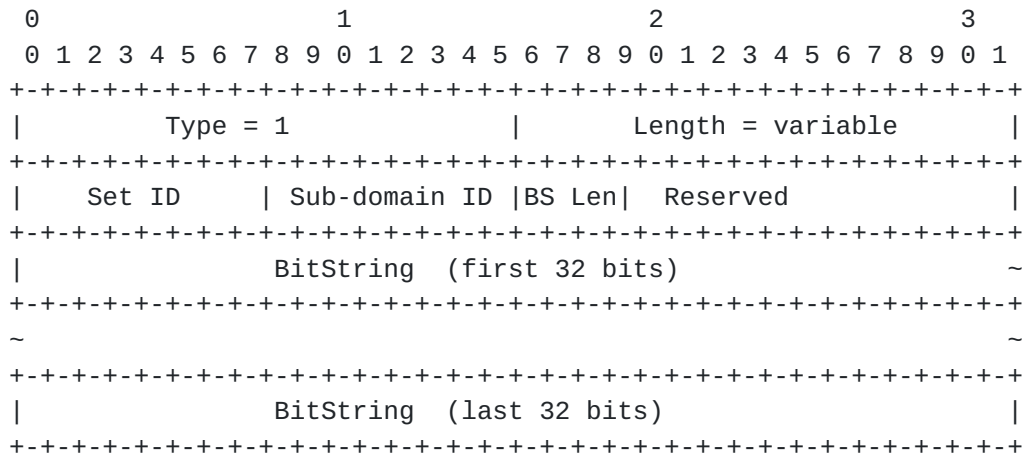 0                   1                   2                   3
 0 1 2 3 4 5 6 7 8 9 0 1 2 3 4 5 6 7 8 9 0 1 2 3 4 5 6 7 8 9 0 1
+-+-+-+-+-+-+-+-+-+-+-+-+-+-+-+-+-+-+-+-+-+-+-+-+-+-+-+-+-+-+-+-+
|         Type = 1              |       Length = variable       |
+-+-+-+-+-+-+-+-+-+-+-+-+-+-+-+-+-+-+-+-+-+-+-+-+-+-+-+-+-+-+-+-+
|    Set ID     | Sub-domain ID |BS Len|  Reserved              |
+-+-+-+-+-+-+-+-+-+-+-+-+-+-+-+-+-+-+-+-+-+-+-+-+-+-+-+-+-+-+-+-+
|                BitString  (first 32 bits)                     ~
+-+-+-+-+-+-+-+-+-+-+-+-+-+-+-+-+-+-+-+-+-+-+-+-+-+-+-+-+-+-+-+-+
~                                                               ~
+-+-+-+-+-+-+-+-+-+-+-+-+-+-+-+-+-+-+-+-+-+-+-+-+-+-+-+-+-+-+-+-+
|                BitString  (last 32 bits)                      |
+-+-+-+-+-+-+-+-+-+-+-+-+-+-+-+-+-+-+-+-+-+-+-+-+-+-+-+-+-+-+-+-+